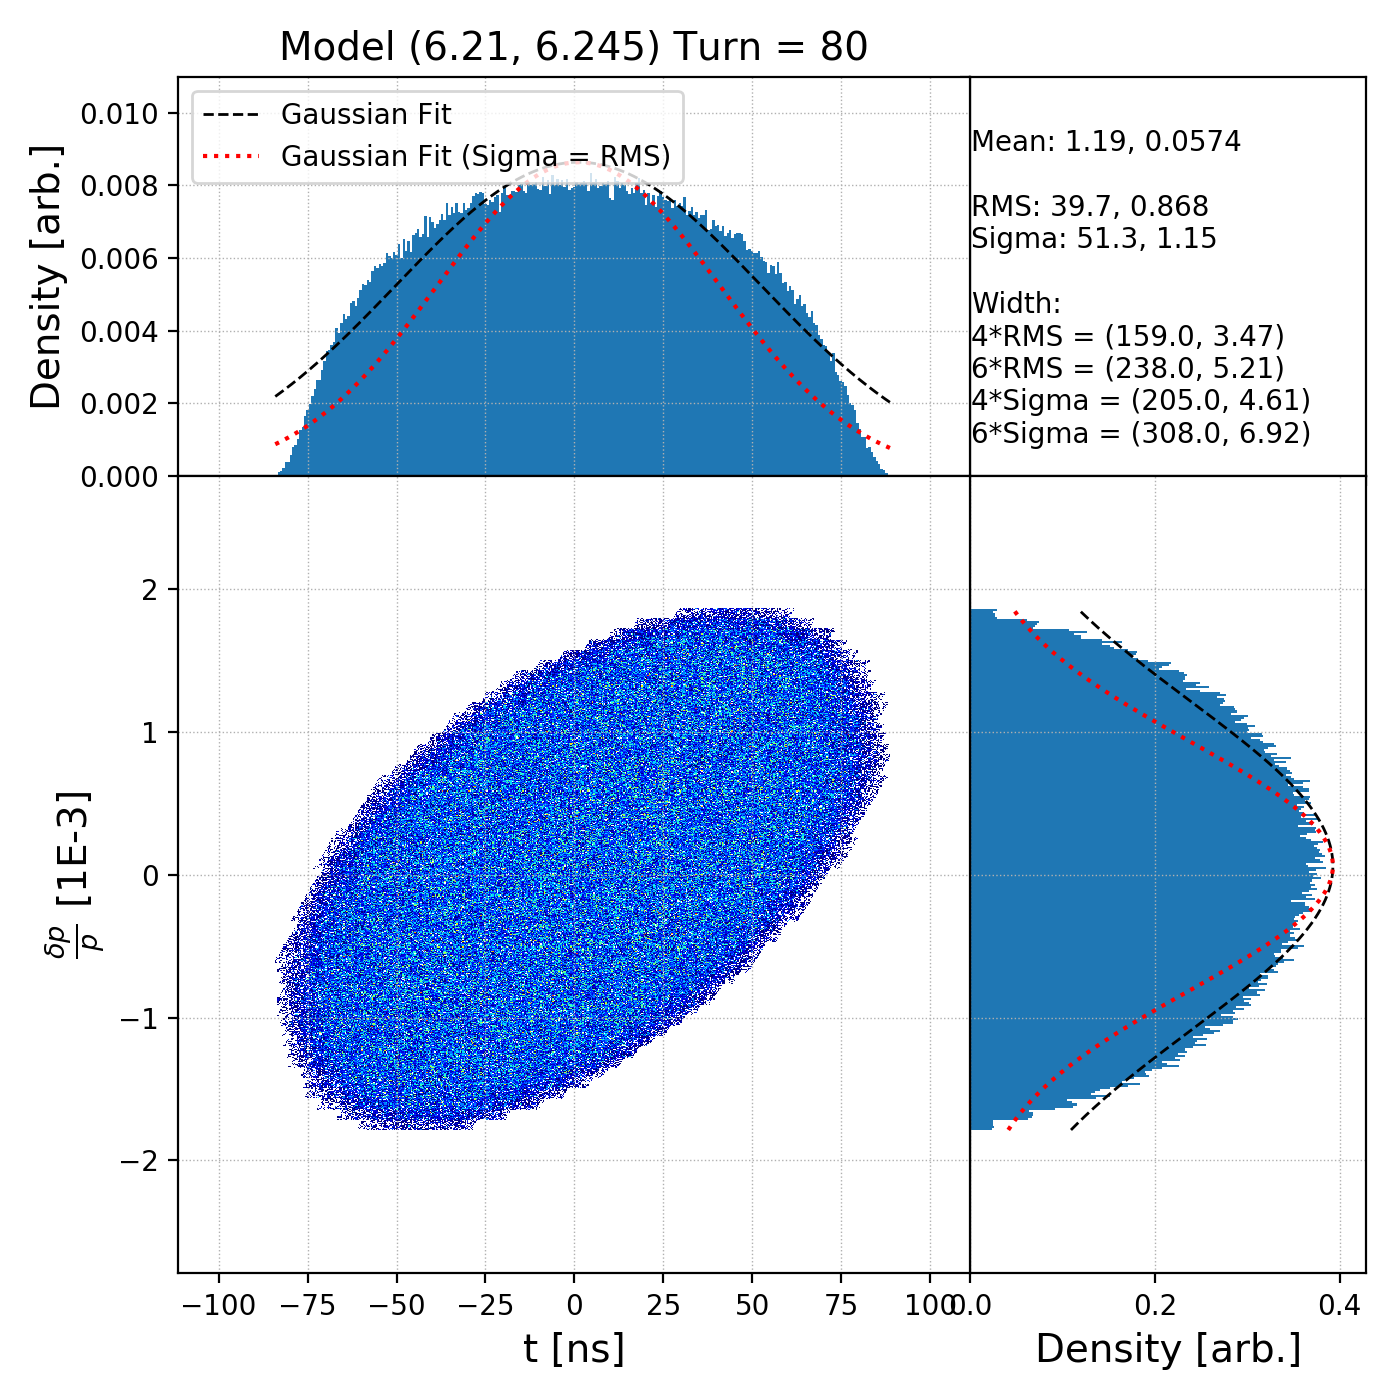 Model (6.21, 6.245) Turn = 80
Gaussian Fit
Gaussian Fit (Sigma = RMS)
Density [arb.]
0.010
0.008
0.006
0.004
0.002
0.000
Mean: 1.19, 0.0574
RMS: 39.7, 0.868
Sigma: 51.3, 1.15
Width:
4*RMS = (159.0, 3.47)
6*RMS = (238.0, 5.21)
4*Sigma = (205.0, 4.61)
6*Sigma = (308.0, 6.92)
δp/p [1E-3]
2
1
0
−1
−2
−100 −75 −50 −25 0 25 50 75 100
t [ns]
0.0 0.2 0.4
Density [arb.]